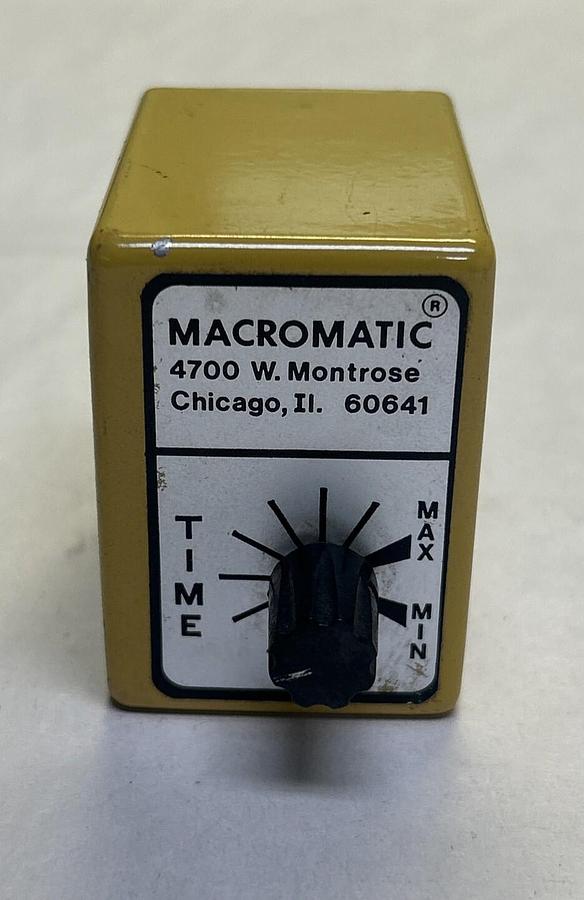 MACROMATIC®
4700 W. Montrose
Chicago, Il. 60641
TIME
MAX
MIN